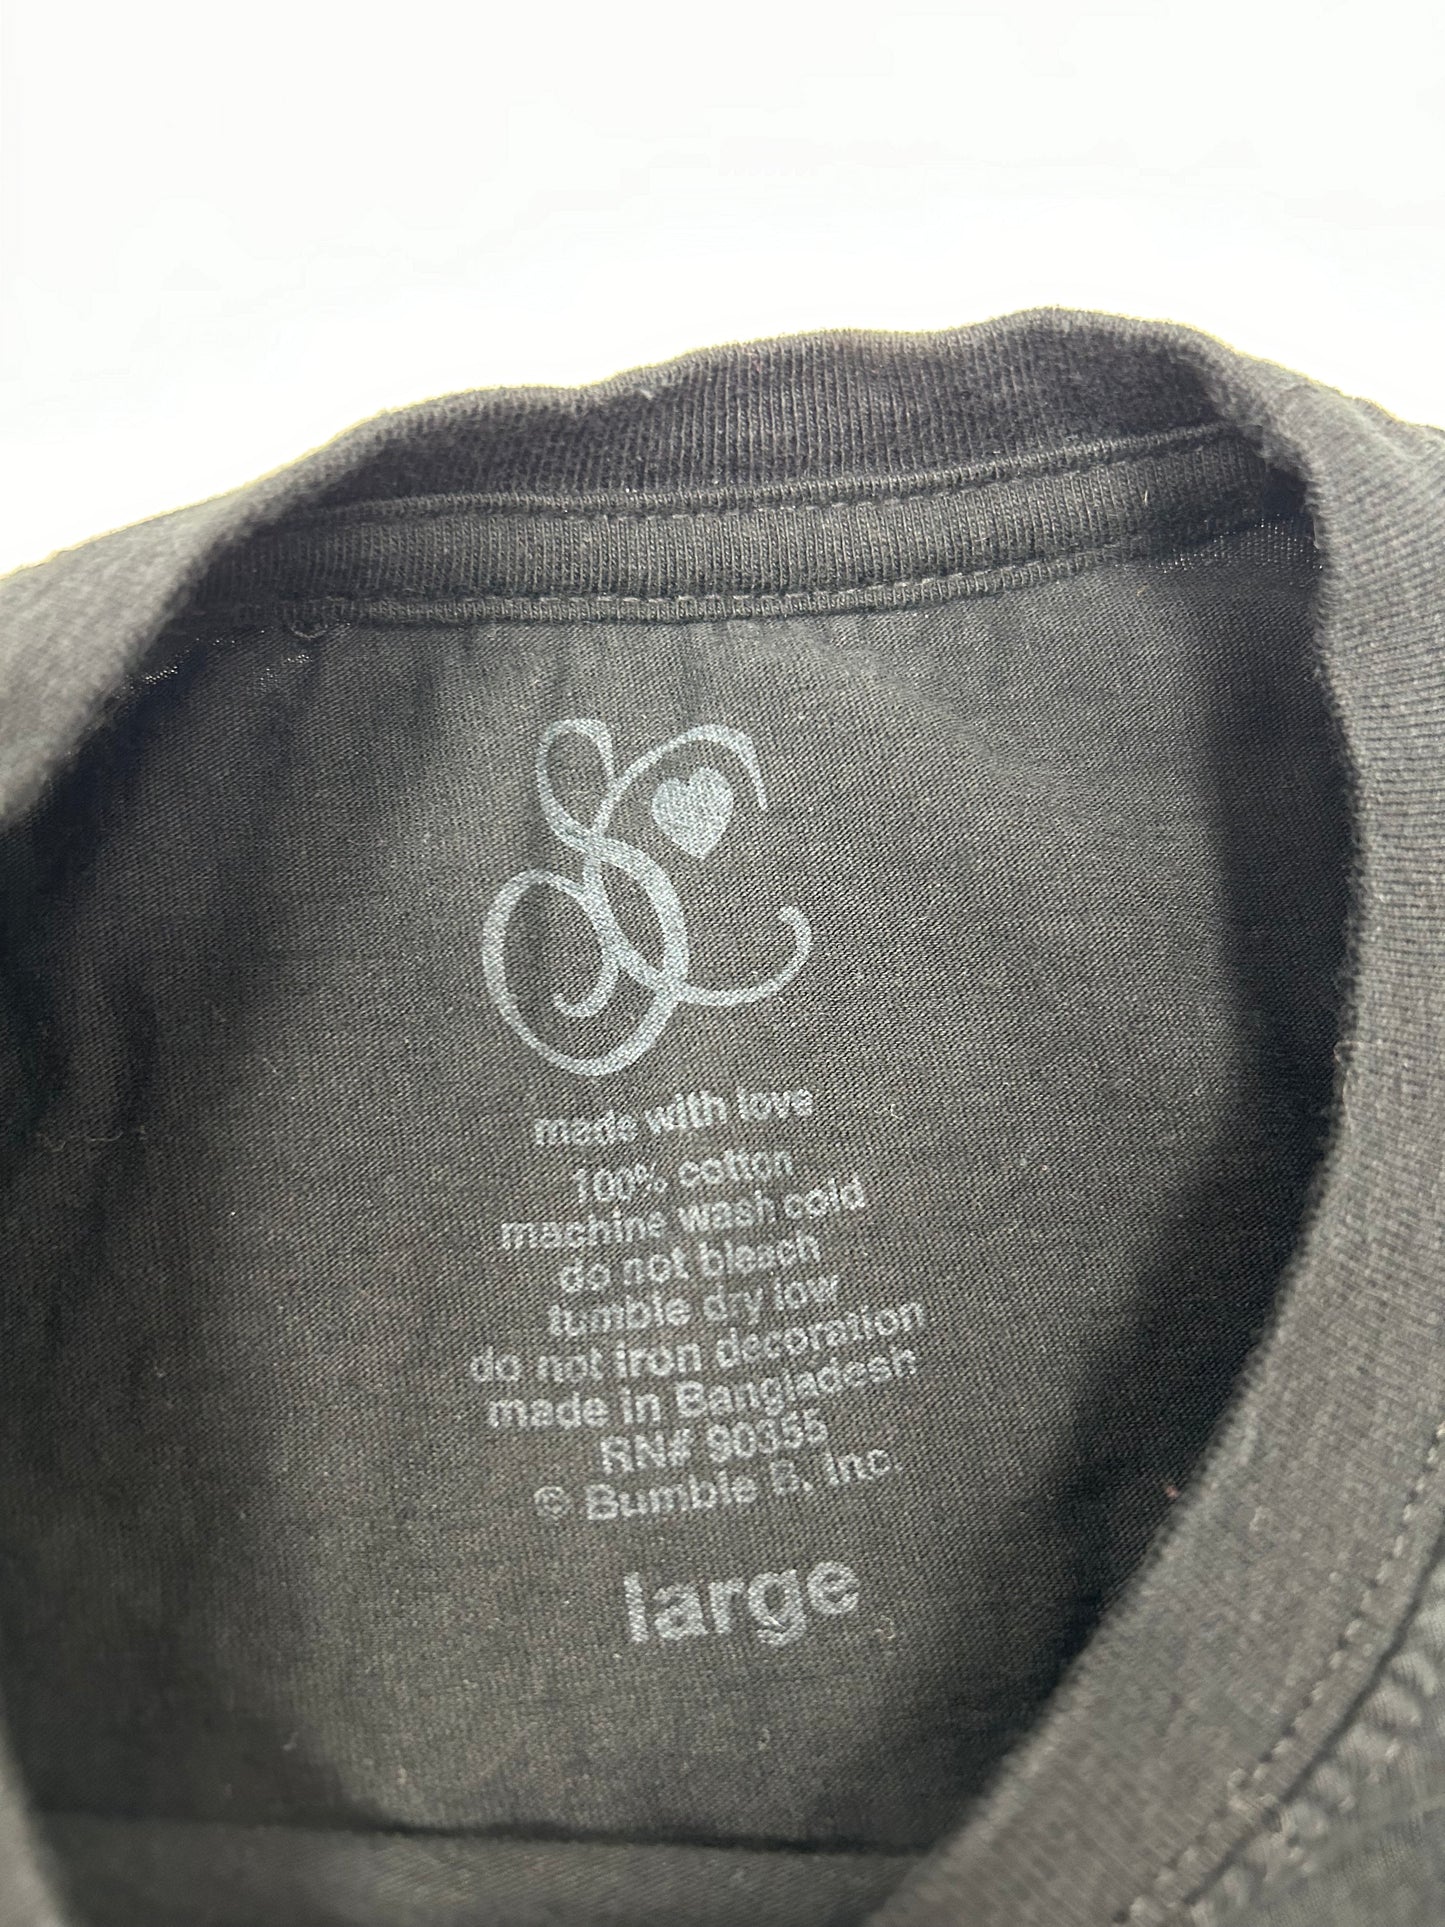 SC
made with love
100% cotton
machine wash cold
do not bleach
tumble dry low
do not iron decoration
made in Bangladesh
RN# 90355
© Bumble B, Inc.
large